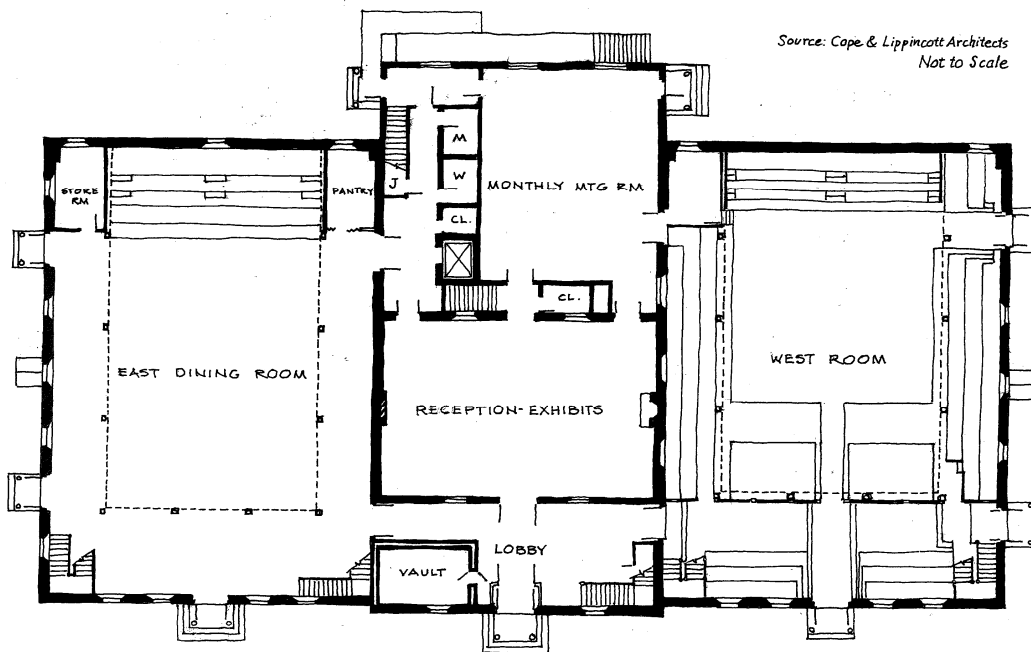 Source: Cope & Lippincott Architects
Not to Scale
M
STORE
RM
PANTRY
J
W
MONTHLY MTG RM
CL.
CL.
EAST DINING ROOM
WEST ROOM
RECEPTION-EXHIBITS
LOBBY
VAULT